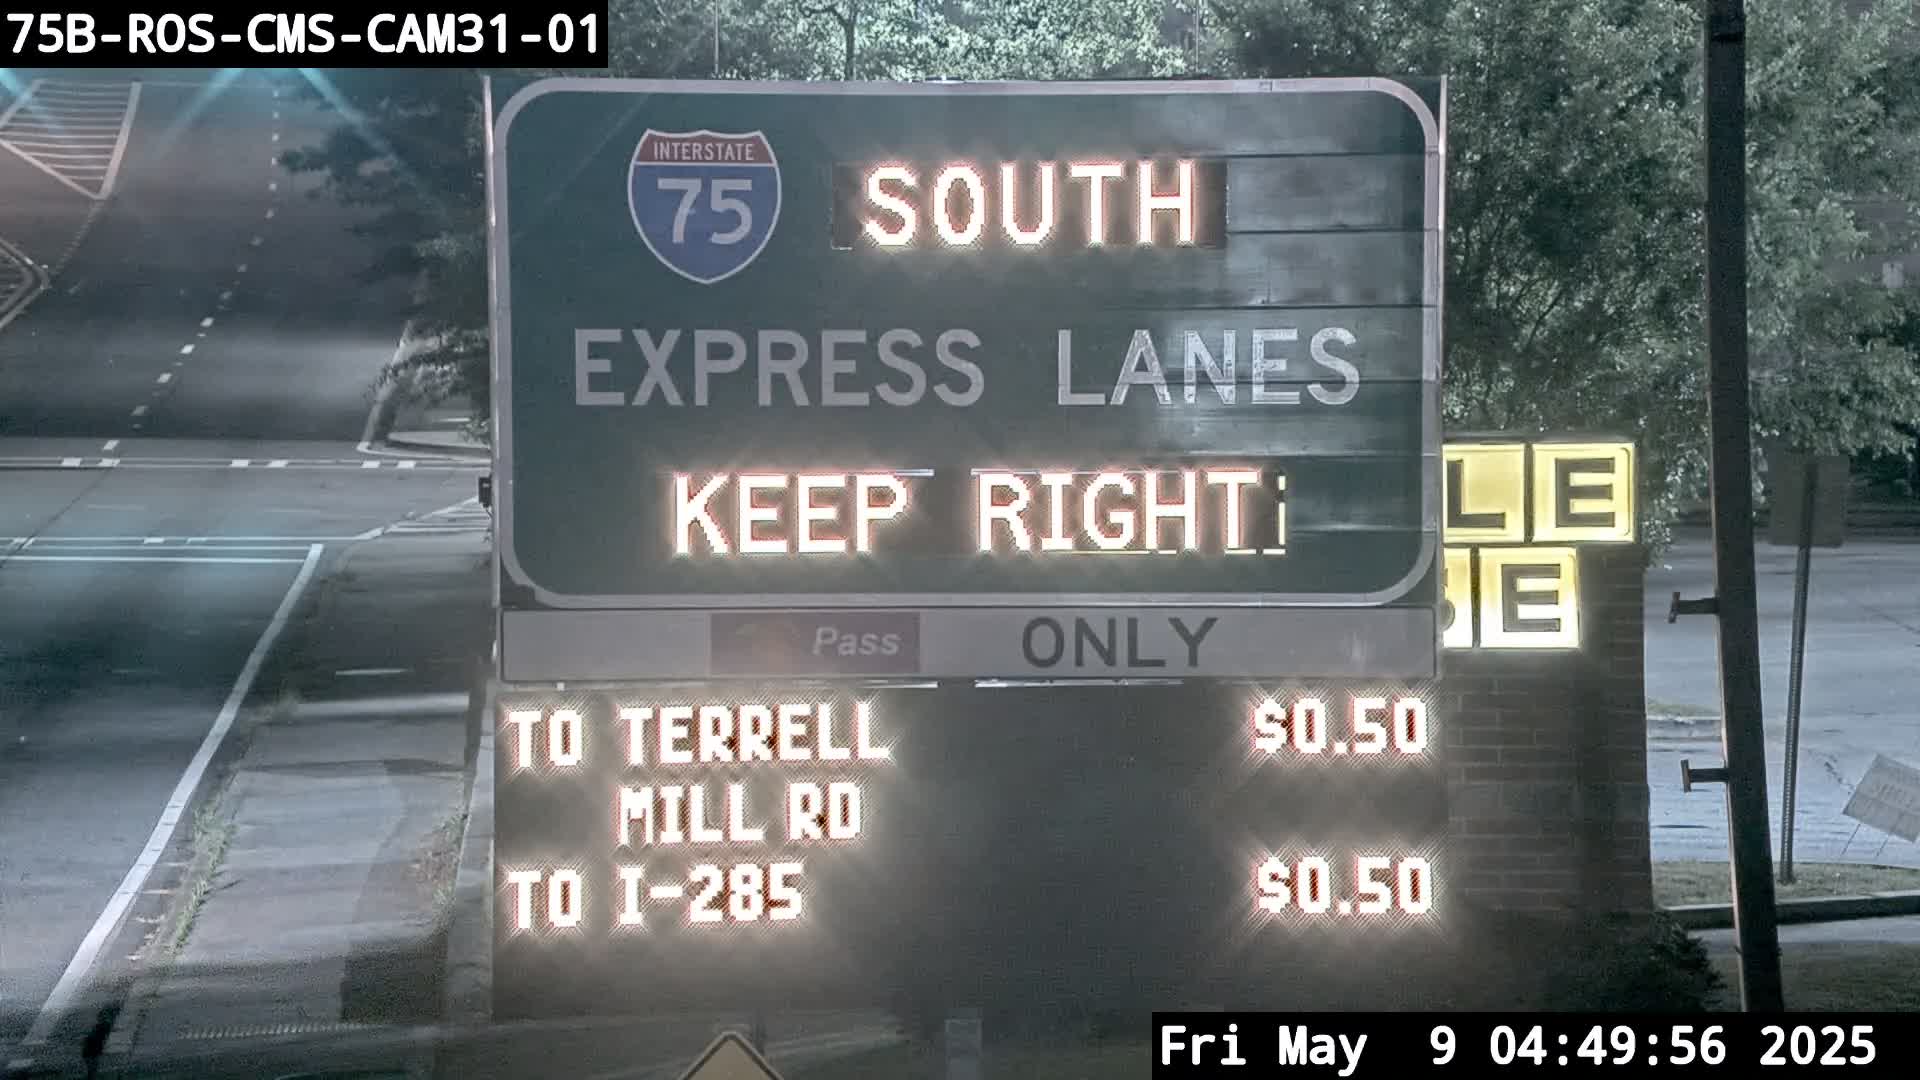 75B-ROS-CMS-CAM31-01
INTERSTATE
75
SOUTH
EXPRESS LANES
KEEP RIGHT
Pass ONLY
TO TERRELL $0.50
MILL RD
TO I-285 $0.50
LE
E
Fri May 9 04:49:56 2025